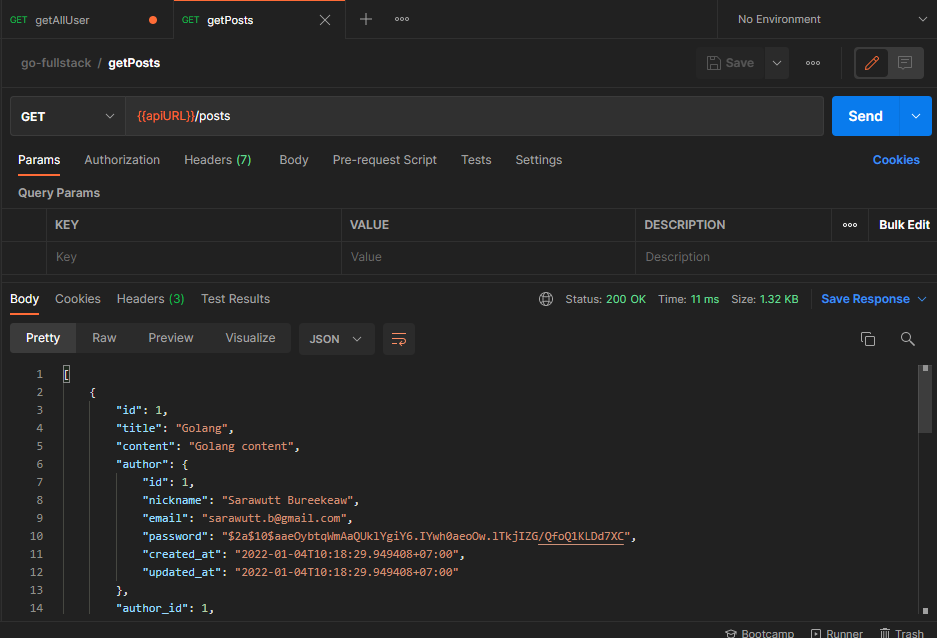 GET getAllUser GET getPosts No Environment
go-fullstack / getPosts Save
GET {{apiURL}}/posts Send
Params Authorization Headers (7) Body Pre-request Script Tests Settings Cookies
Query Params
KEY VALUE DESCRIPTION Bulk Edit
Key Value Description
Body Cookies Headers (3) Test Results Status: 200 OK Time: 11 ms Size: 1.32 KB Save Response
Pretty Raw Preview Visualize JSON
1 [
2 {
3 "id": 1,
4 "title": "Golang",
5 "content": "Golang content",
6 "author": {
7 "id": 1,
8 "nickname": "Sarawutt Bureekeaw",
9 "email": "sarawutt.b@gmail.com",
10 "password": "$2a$10$aaeOybtqWmAaQUklYgiY6.IYwh0aeoOw.lTkjIZG/QfoQ1KLDd7XC",
11 "created_at": "2022-01-04T10:18:29.949408+07:00",
12 "updated_at": "2022-01-04T10:18:29.949408+07:00"
13 },
14 "author_id": 1,
Bootcamp Runner Trash